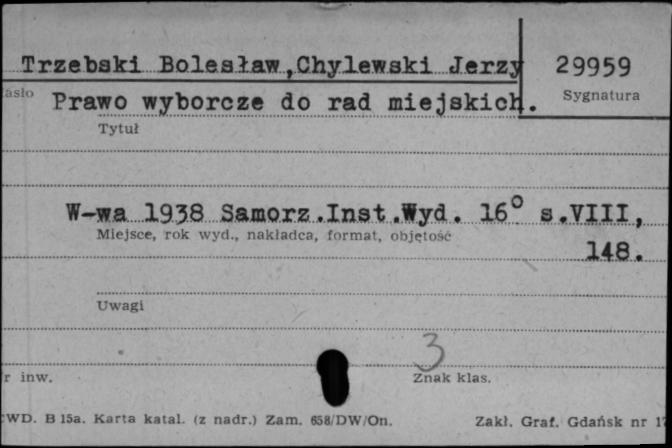 Trzebski Bolesław,Chylewski Jerzy 29959
asło Prawo wyborcze do rad miejskich. Sygnatura
Tytuł
W-wa 1938 Samorz.Inst.Wyd. 16° s.VIII,
Miejsce, rok wyd., nakładca, format, objętość
148.
Uwagi
3
r inw. Znak klas.
WD. B 15a. Karta katal. (z nadr.) Zam. 658/DW/On. Zakł. Graf. Gdańsk nr